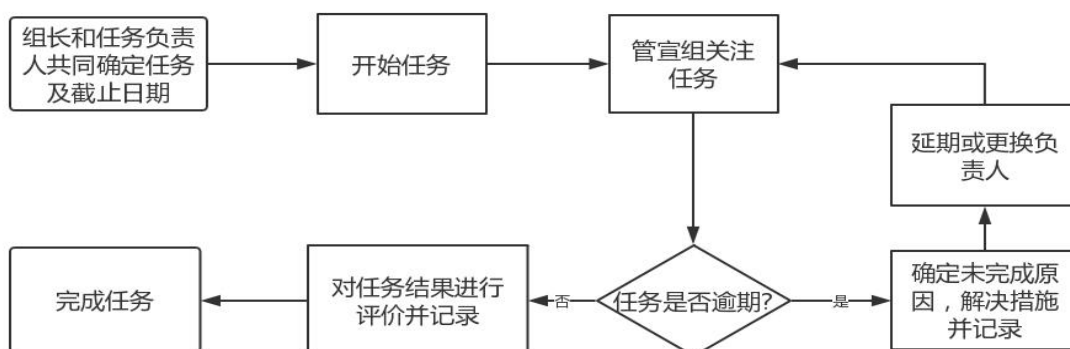 组长和任务负责
人共同确定任务
及截止日期
开始任务
管宣组关注
任务
延期或更换负
责人
完成任务
对任务结果进行
评价并记录
否
任务是否逾期?
是
确定未完成原
因，解决措施
并记录